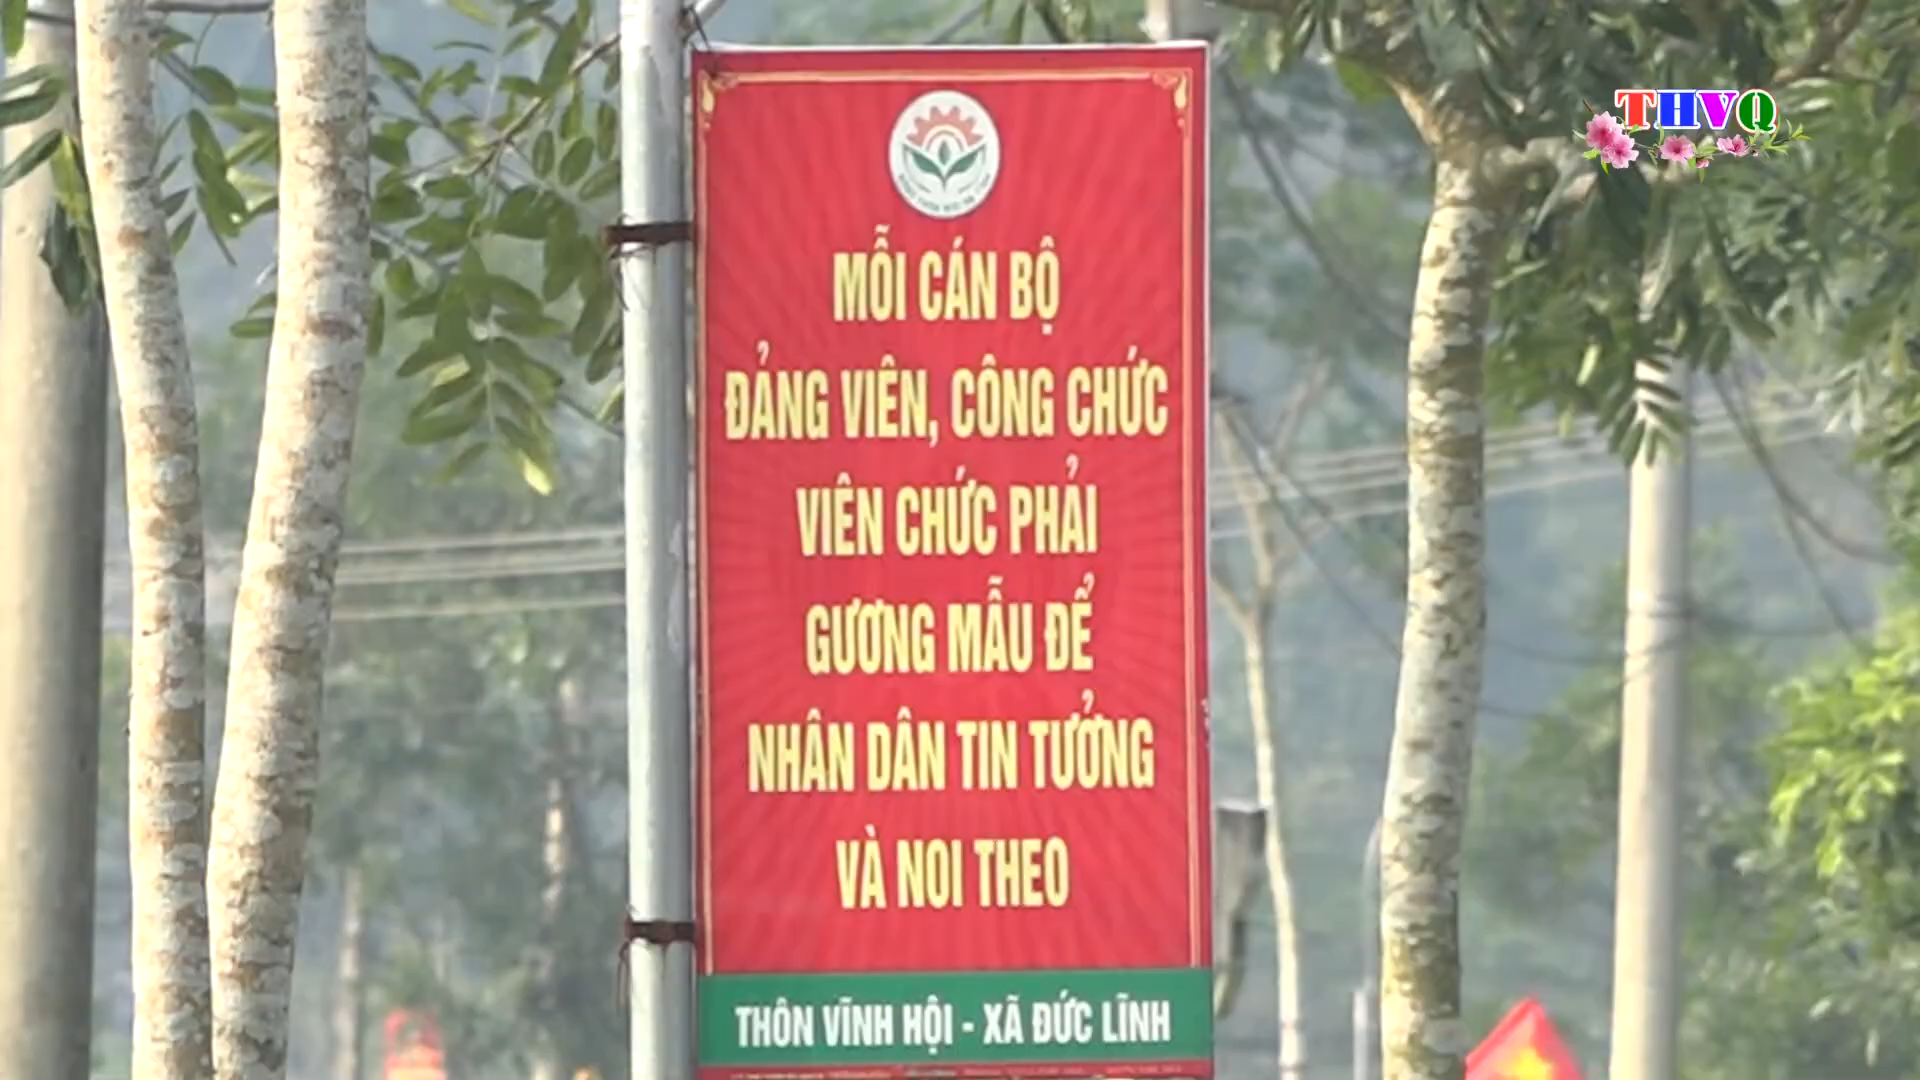 THVQ
MỖI CÁN BỘ
ĐẢNG VIÊN, CÔNG CHỨC
VIÊN CHỨC PHẢI
GƯƠNG MẪU ĐỂ
NHÂN DÂN TIN TƯỞNG
VÀ NOI THEO
THÔN VĨNH HỘI - XÃ ĐỨC LĨNH